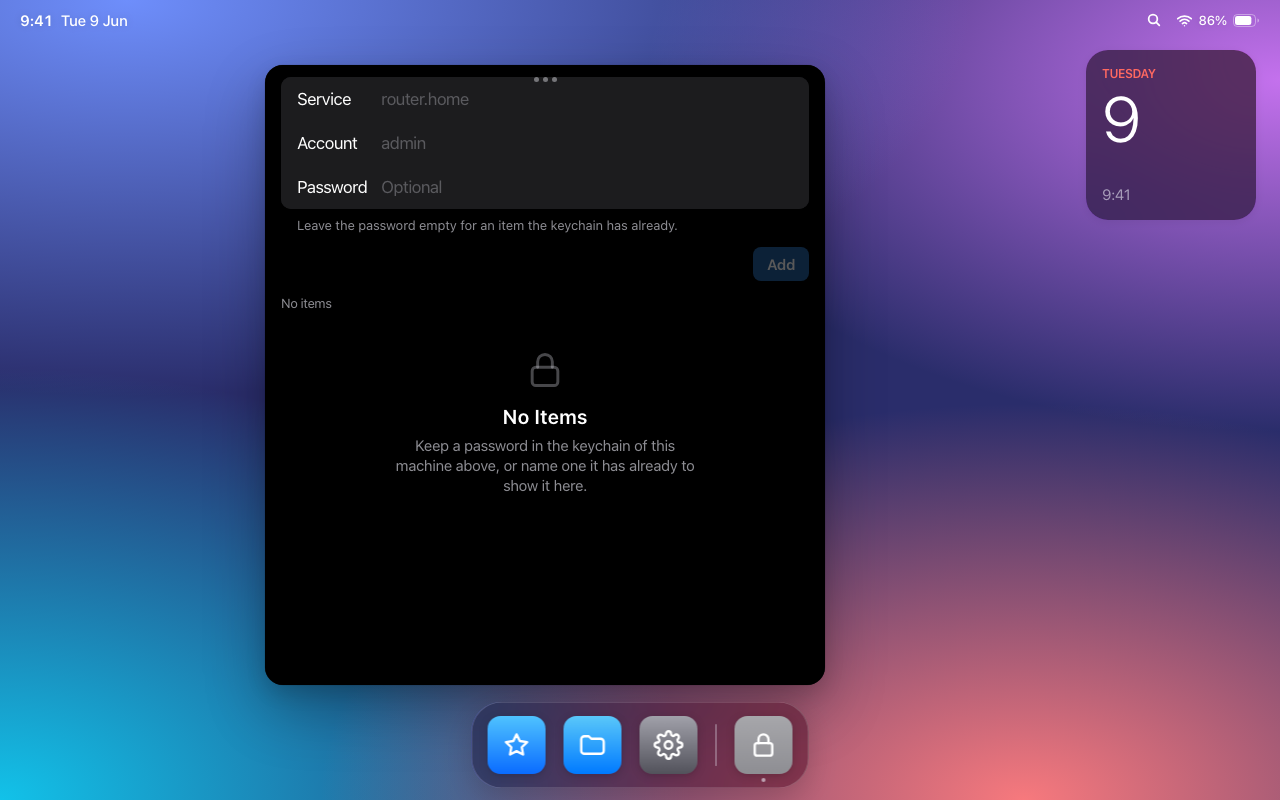 9:41 Tue 9 Jun
86%
TUESDAY
9
9:41
Service router.home
Account admin
Password Optional
Leave the password empty for an item the keychain has already.
Add
No items
No Items
Keep a password in the keychain of this
machine above, or name one it has already to
show it here.